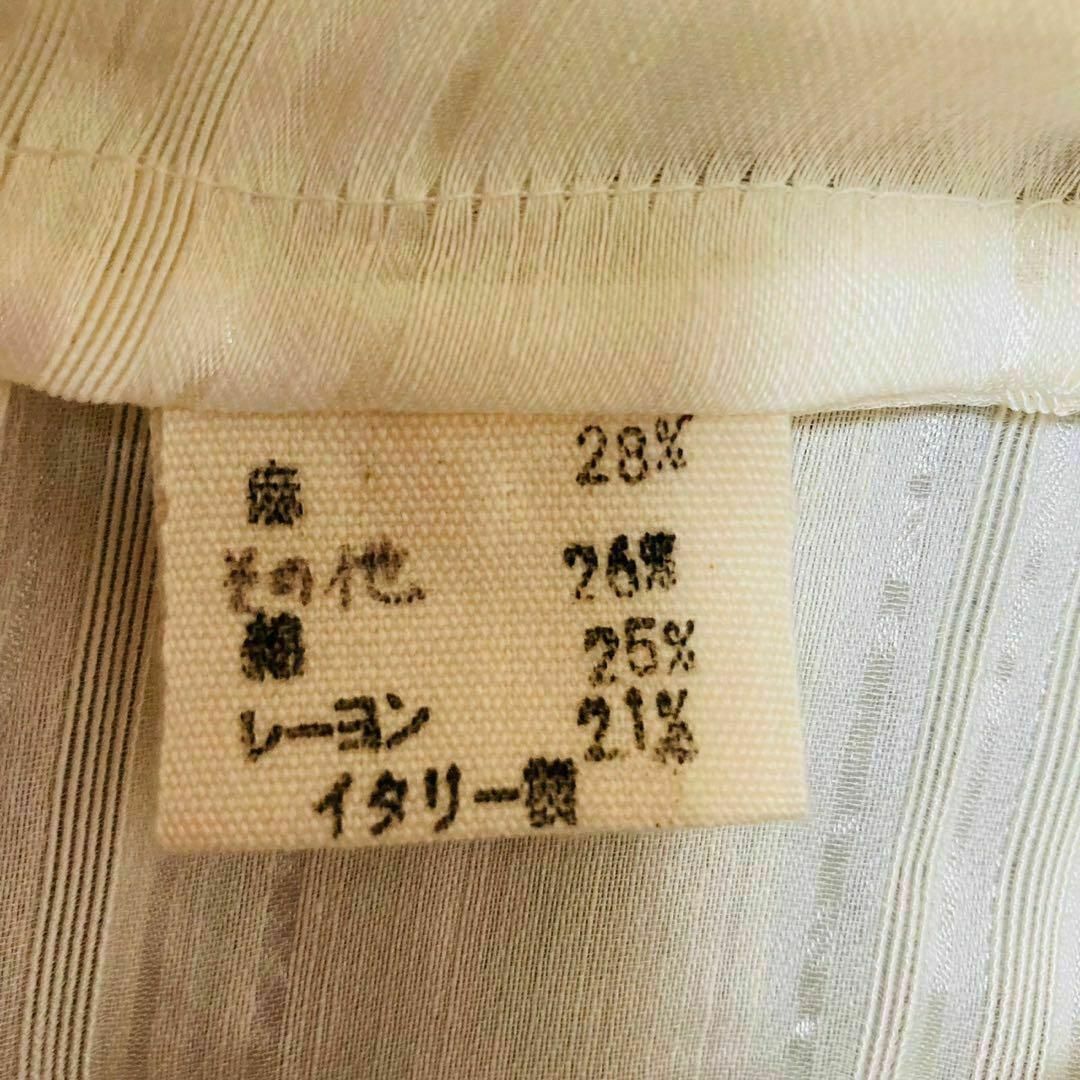 麻 28%
その他 26%
綿 25%
レーヨン 21%
イタリー製